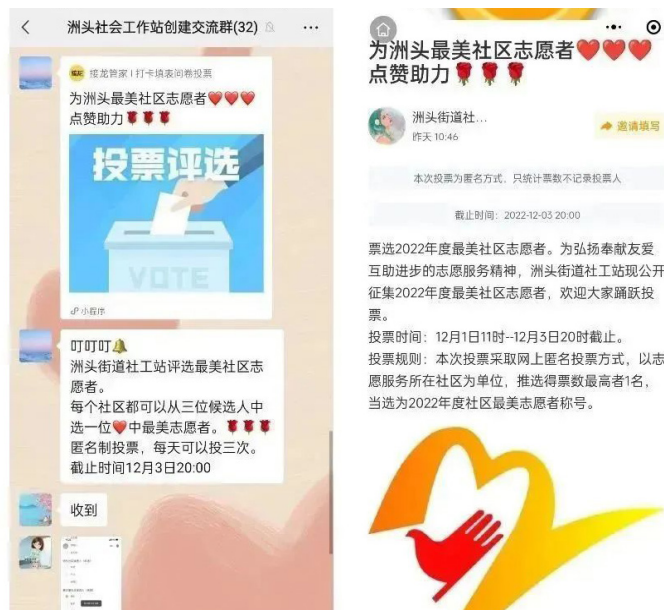 洲头社会工作站创建交流群(32)
接龙管家 | 打卡填表问卷投票
为洲头最美社区志愿者❤️❤️❤️
点赞助力🌹🌹🌹
投票评选
VOTE
小程序
叮叮叮🔔
洲头街道社工站评选最美社区志
愿者。
每个社区都可以从三位候选人中
选一位❤️中最美志愿者。🌹🌹🌹
匿名制投票，每天可以投三次。
截止时间12月3日20:00
收到
为洲头最美社区志愿者❤️❤️❤️
点赞助力🌹🌹🌹
洲头街道社...
昨天 10:46
邀请填写
本次投票为匿名方式，只统计票数不记录投票人
截止时间：2022-12-03 20:00
票选2022年度最美社区志愿者。为弘扬奉献友爱
互助进步的志愿服务精神，洲头街道社工站现公开
征集2022年度最美社区志愿者，欢迎大家踊跃投
票。
投票时间：12月1日11时--12月3日20时截止。
投票规则：本次投票采取网上匿名投票方式，以志
愿服务所在社区为单位，推选得票数最高者1名，
当选为2022年度社区最美志愿者称号。